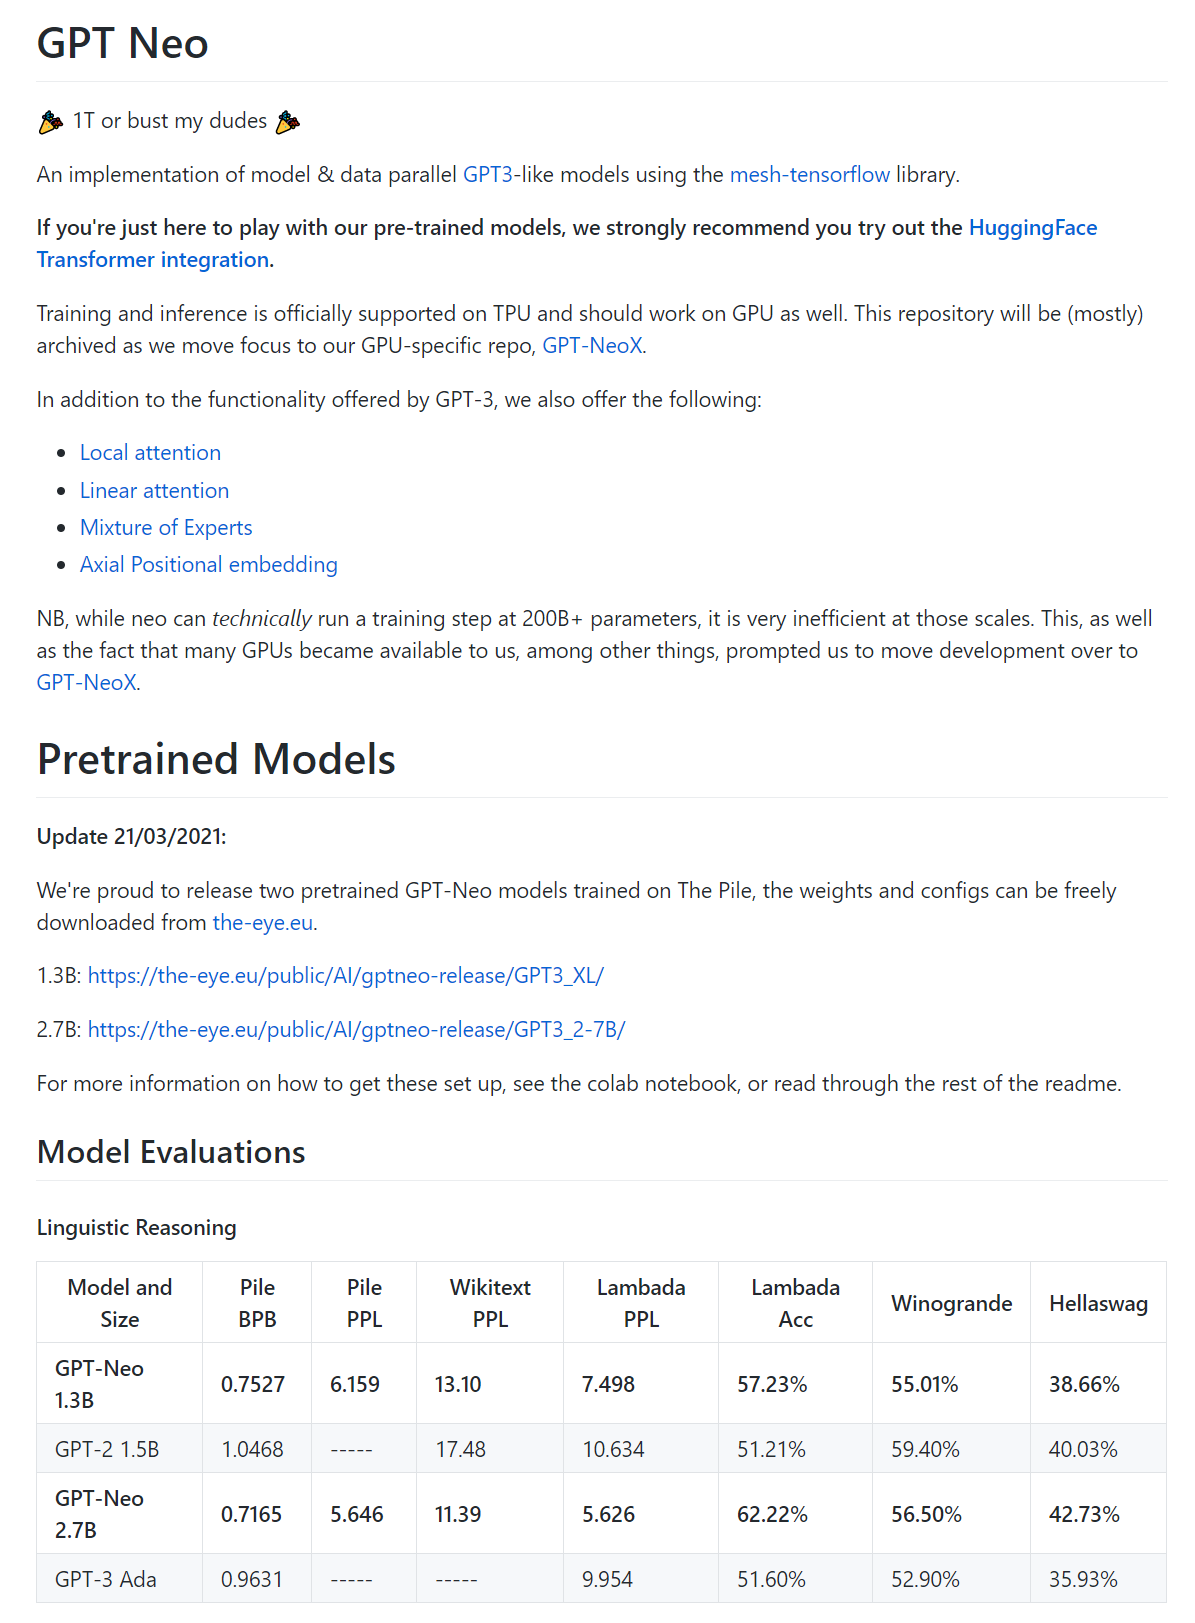 GPT Neo
🎉 1T or bust my dudes 🎉
An implementation of model & data parallel GPT3-like models using the mesh-tensorflow library.
If you're just here to play with our pre-trained models, we strongly recommend you try out the HuggingFace
Transformer integration.
Training and inference is officially supported on TPU and should work on GPU as well. This repository will be (mostly)
archived as we move focus to our GPU-specific repo, GPT-NeoX.
In addition to the functionality offered by GPT-3, we also offer the following:
• Local attention
• Linear attention
• Mixture of Experts
• Axial Positional embedding
NB, while neo can technically run a training step at 200B+ parameters, it is very inefficient at those scales. This, as well
as the fact that many GPUs became available to us, among other things, prompted us to move development over to
GPT-NeoX.
Pretrained Models
Update 21/03/2021:
We're proud to release two pretrained GPT-Neo models trained on The Pile, the weights and configs can be freely
downloaded from the-eye.eu.
1.3B: https://the-eye.eu/public/AI/gptneo-release/GPT3_XL/
2.7B: https://the-eye.eu/public/AI/gptneo-release/GPT3_2-7B/
For more information on how to get these set up, see the colab notebook, or read through the rest of the readme.
Model Evaluations
Linguistic Reasoning
Model and Size Pile BPB Pile PPL Wikitext PPL Lambada PPL Lambada Acc Winogrande Hellaswag
GPT-Neo 1.3B 0.7527 6.159 13.10 7.498 57.23% 55.01% 38.66%
GPT-2 1.5B 1.0468 ----- 17.48 10.634 51.21% 59.40% 40.03%
GPT-Neo 2.7B 0.7165 5.646 11.39 5.626 62.22% 56.50% 42.73%
GPT-3 Ada 0.9631 ----- ----- 9.954 51.60% 52.90% 35.93%